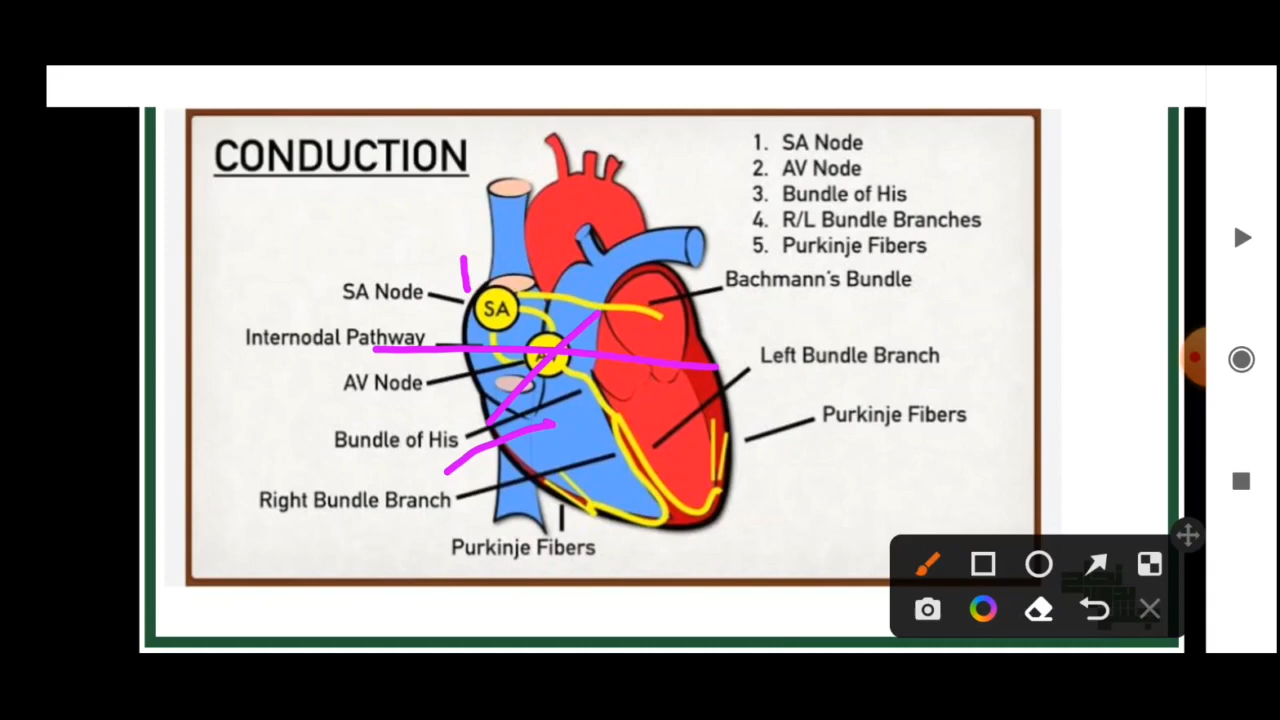 CONDUCTION
1. SA Node
2. AV Node
3. Bundle of His
4. R/L Bundle Branches
5. Purkinje Fibers
Bachmann's Bundle
SA Node
SA
Internodal Pathway
AV Node
Left Bundle Branch
Purkinje Fibers
Bundle of His
Right Bundle Branch
Purkinje Fibers